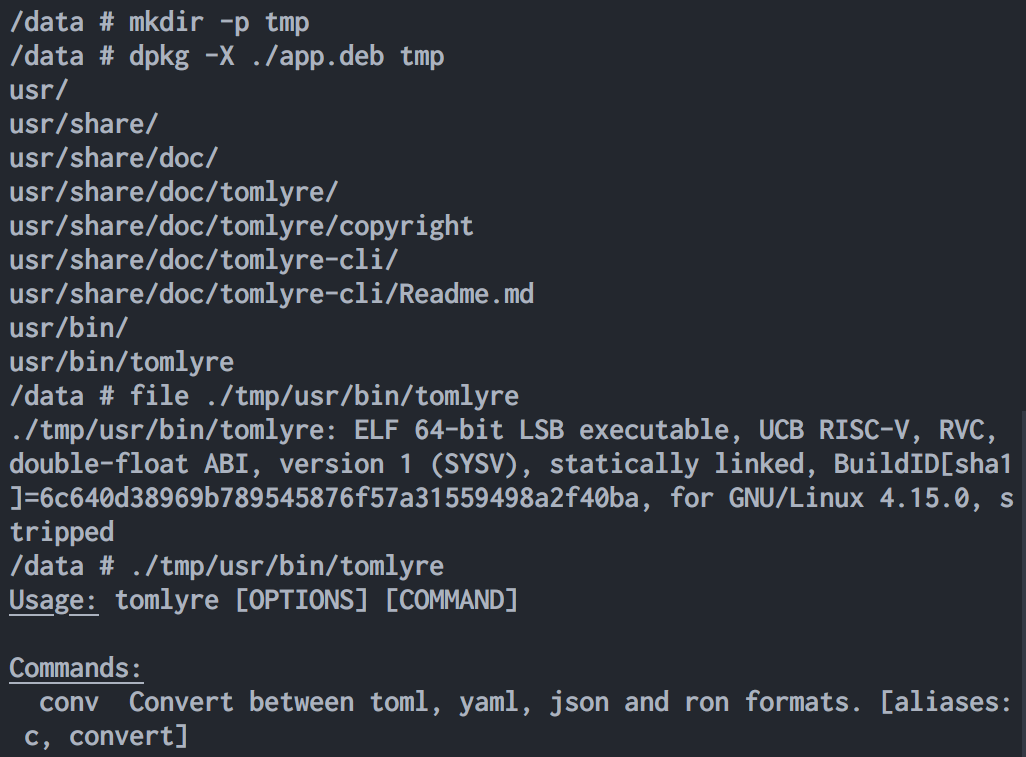 /data # mkdir -p tmp
/data # dpkg -X ./app.deb tmp
usr/
usr/share/
usr/share/doc/
usr/share/doc/tomlyre/
usr/share/doc/tomlyre/copyright
usr/share/doc/tomlyre-cli/
usr/share/doc/tomlyre-cli/Readme.md
usr/bin/
usr/bin/tomlyre
/data # file ./tmp/usr/bin/tomlyre
./tmp/usr/bin/tomlyre: ELF 64-bit LSB executable, UCB RISC-V, RVC,
double-float ABI, version 1 (SYSV), statically linked, BuildID[sha1
]=6c640d38969b789545876f57a31559498a2f40ba, for GNU/Linux 4.15.0, s
tripped
/data # ./tmp/usr/bin/tomlyre
Usage: tomlyre [OPTIONS] [COMMAND]

Commands:
  conv  Convert between toml, yaml, json and ron formats. [aliases:
 c, convert]